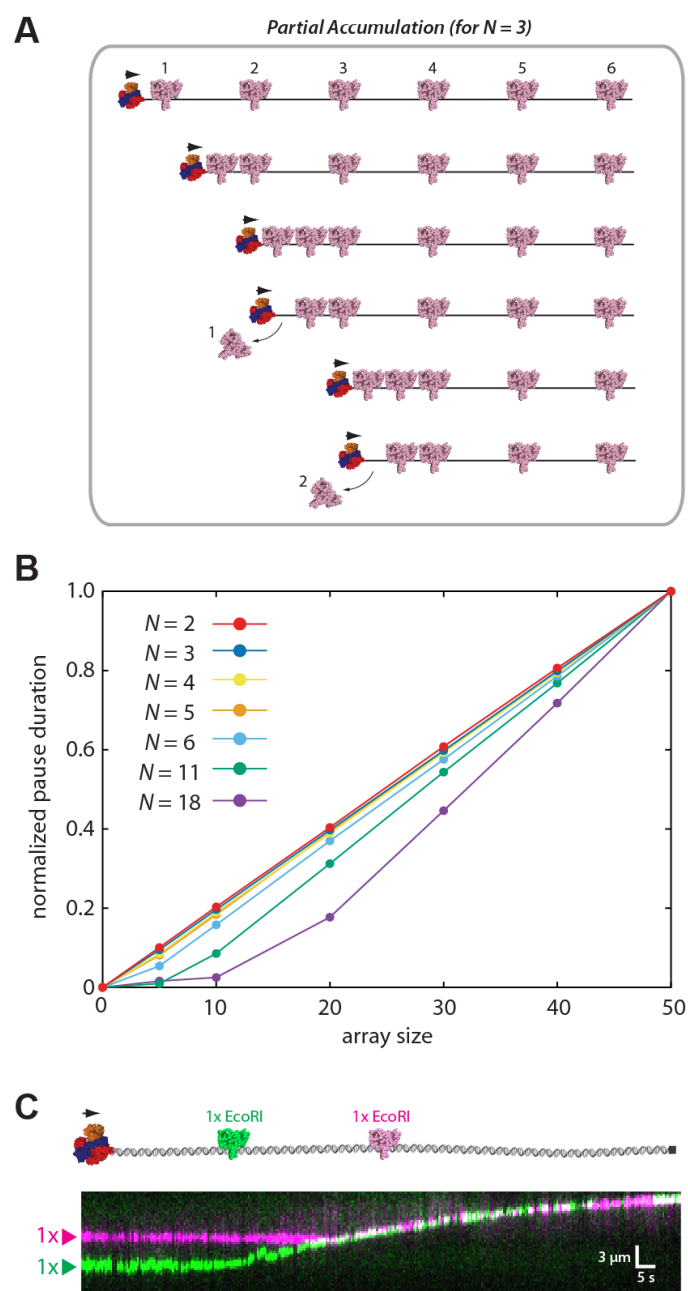 A
Partial Accumulation (for N = 3)
1 2 3 4 5 6
1
2
B
1.0
0.8
0.6
0.4
0.2
0
normalized pause duration
N = 2
N = 3
N = 4
N = 5
N = 6
N = 11
N = 18
0 10 20 30 40 50
array size
C
1x EcoRI 1x EcoRI
1x
1x
3 μm
5 s